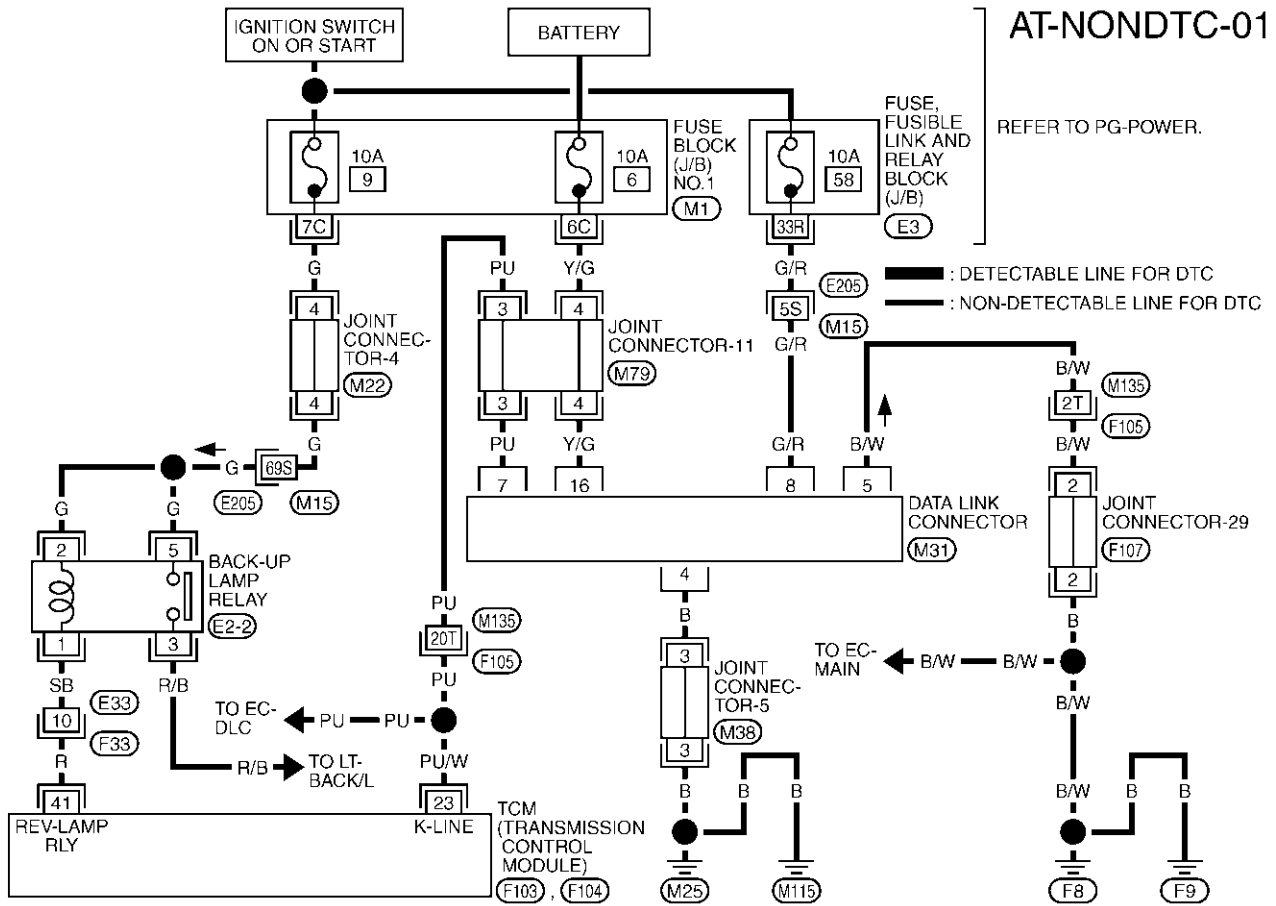 AT-NONDTC-01
IGNITION SWITCH
ON OR START
BATTERY
REFER TO PG-POWER.
10A
9
10A
6
FUSE
BLOCK
(J/B)
NO.1
M1
10A
58
FUSE,
FUSIBLE
LINK AND
RELAY
BLOCK
(J/B)
E3
7C
6C
33R
G
PU
Y/G
G/R
: DETECTABLE LINE FOR DTC
: NON-DETECTABLE LINE FOR DTC
4
JOINT
CONNEC-
TOR-4
M22
4
3
4
JOINT
CONNECTOR-11
M79
3
4
5S
E205
M15
G/R
B/W
2T
M135
F105
B/W
G
PU
Y/G
G/R
B/W
G
69S
E205
M15
7
16
8
5
DATA LINK
CONNECTOR
M31
4
2
JOINT
CONNECTOR-29
F107
2
G
G
2
5
BACK-UP
LAMP
RELAY
E2-2
1
3
PU
20T
M135
F105
PU
B
3
JOINT
CONNEC-
TOR-5
M38
3
B
TO EC-
MAIN
B/W
B/W
B/W
SB
R/B
10
E33
F33
R
TO EC-
DLC
PU
PU
R/B
TO LT-
BACK/L
PU/W
B
B
B
B/W
B
B
41
REV-LAMP
RLY
23
K-LINE
TCM
(TRANSMISSION
CONTROL
MODULE)
F103 , F104
M25
M115
F8
F9